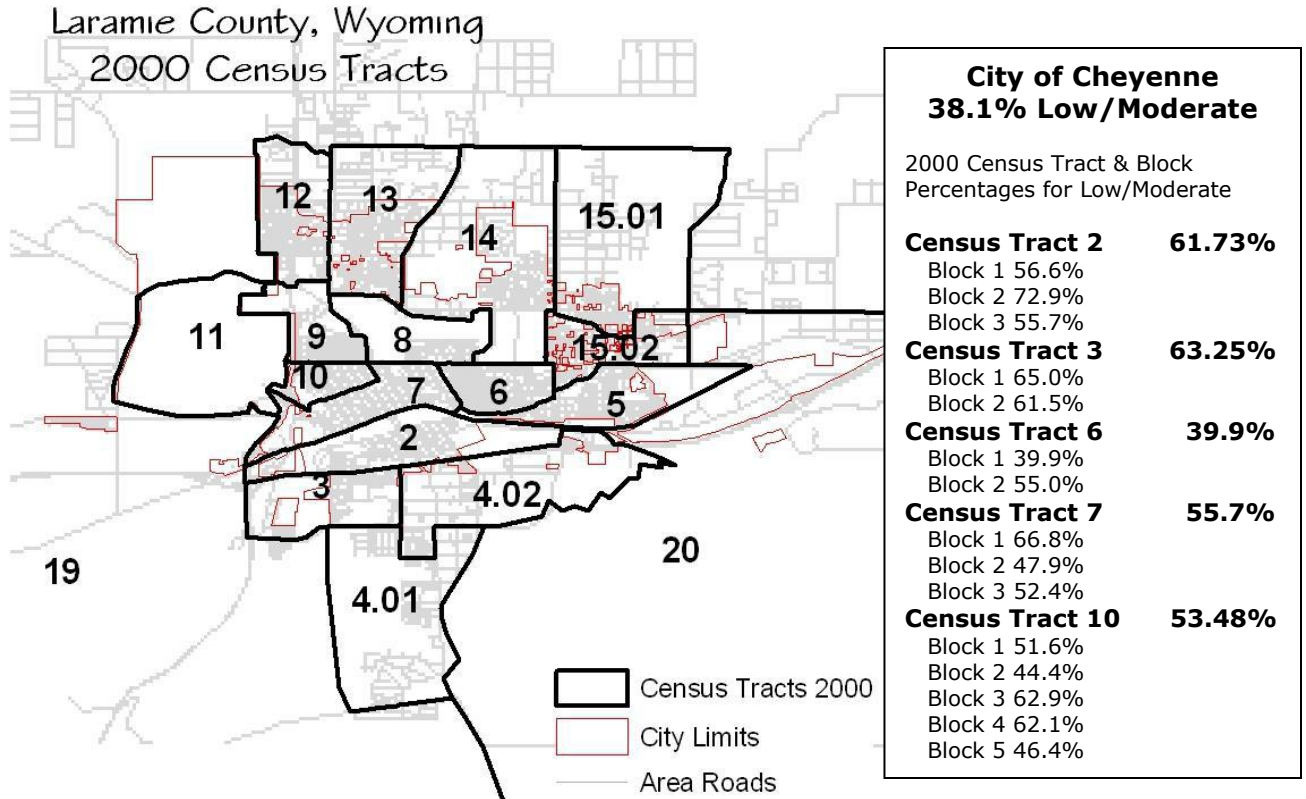 Laramie County, Wyoming
2000 Census Tracts
12
13
14
15.01
11
9
8
15.02
10
7
6
5
2
3
4.02
19
20
4.01
Census Tracts 2000
City Limits
Area Roads
City of Cheyenne
38.1% Low/Moderate
2000 Census Tract & Block
Percentages for Low/Moderate
Census Tract 2 61.73%
Block 1 56.6%
Block 2 72.9%
Block 3 55.7%
Census Tract 3 63.25%
Block 1 65.0%
Block 2 61.5%
Census Tract 6 39.9%
Block 1 39.9%
Block 2 55.0%
Census Tract 7 55.7%
Block 1 66.8%
Block 2 47.9%
Block 3 52.4%
Census Tract 10 53.48%
Block 1 51.6%
Block 2 44.4%
Block 3 62.9%
Block 4 62.1%
Block 5 46.4%